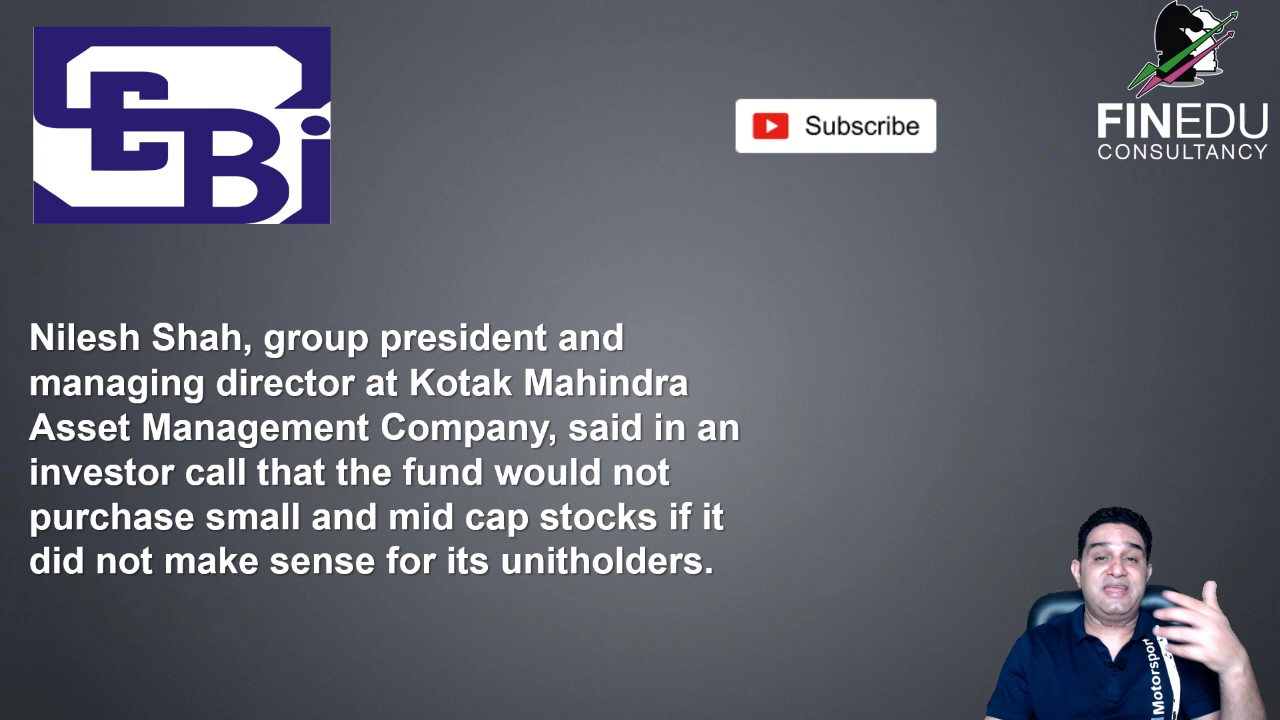 SEBi
Subscribe
FINEDU
CONSULTANCY
Nilesh Shah, group president and
managing director at Kotak Mahindra
Asset Management Company, said in an
investor call that the fund would not
purchase small and mid cap stocks if it
did not make sense for its unitholders.
Motorsport